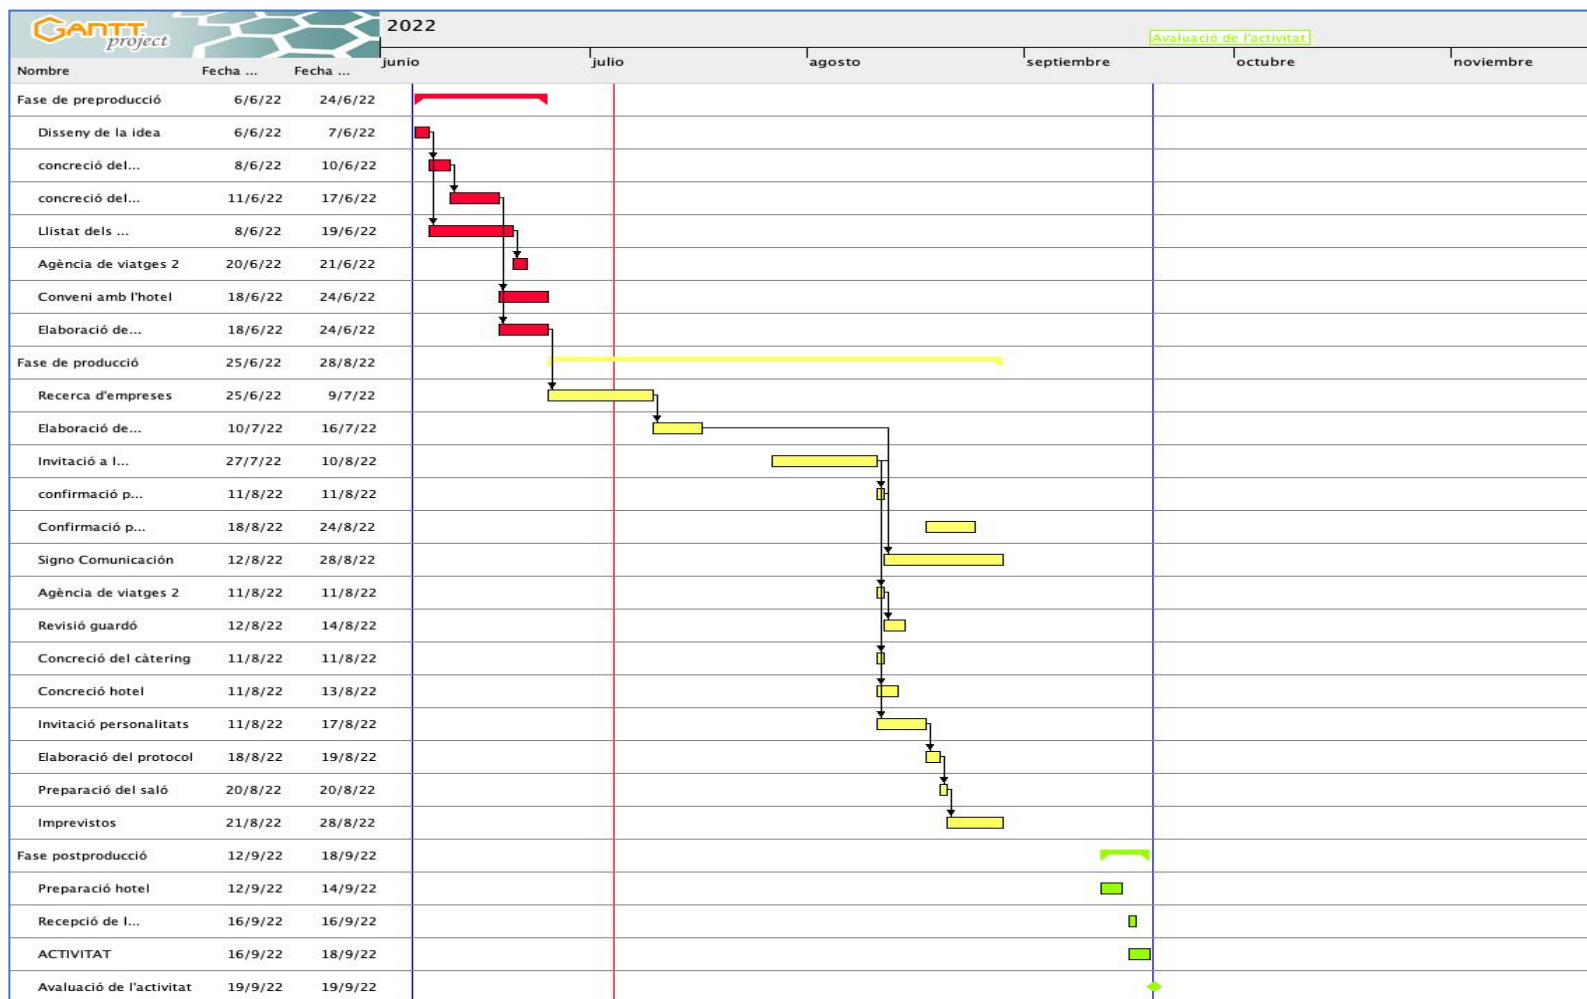 GANTT
project
2022
Avaluació de l'activitat
junio julio agosto septiembre octubre noviembre
Nombre Fecha ... Fecha ...
Fase de preproducció 6/6/22 24/6/22
Disseny de la idea 6/6/22 7/6/22
concreció del... 8/6/22 10/6/22
concreció del... 11/6/22 17/6/22
Llistat dels ... 8/6/22 19/6/22
Agència de viatges 2 20/6/22 21/6/22
Conveni amb l'hotel 18/6/22 24/6/22
Elaboració de... 18/6/22 24/6/22
Fase de producció 25/6/22 28/8/22
Recerca d'empreses 25/6/22 9/7/22
Elaboració de... 10/7/22 16/7/22
Invitació a l... 27/7/22 10/8/22
confirmació p... 11/8/22 11/8/22
Confirmació p... 18/8/22 24/8/22
Signo Comunicación 12/8/22 28/8/22
Agència de viatges 2 11/8/22 11/8/22
Revisió guardó 12/8/22 14/8/22
Concreció del càtering 11/8/22 11/8/22
Concreció hotel 11/8/22 13/8/22
Invitació personalitats 11/8/22 17/8/22
Elaboració del protocol 18/8/22 19/8/22
Preparació del saló 20/8/22 20/8/22
Imprevistos 21/8/22 28/8/22
Fase postproducció 12/9/22 18/9/22
Preparació hotel 12/9/22 14/9/22
Recepció de l... 16/9/22 16/9/22
ACTIVITAT 16/9/22 18/9/22
Avaluació de l'activitat 19/9/22 19/9/22